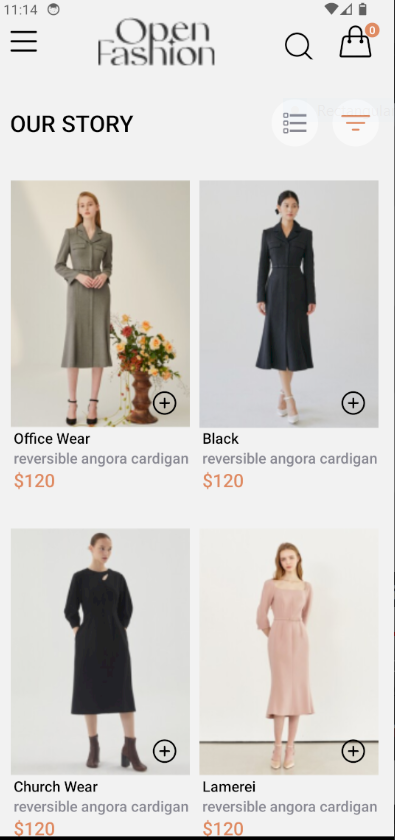 11:14
Open
Fashion
0
OUR STORY
Office Wear
reversible angora cardigan
$120
Black
reversible angora cardigan
$120
Church Wear
reversible angora cardigan
$120
Lamerei
reversible angora cardigan
$120